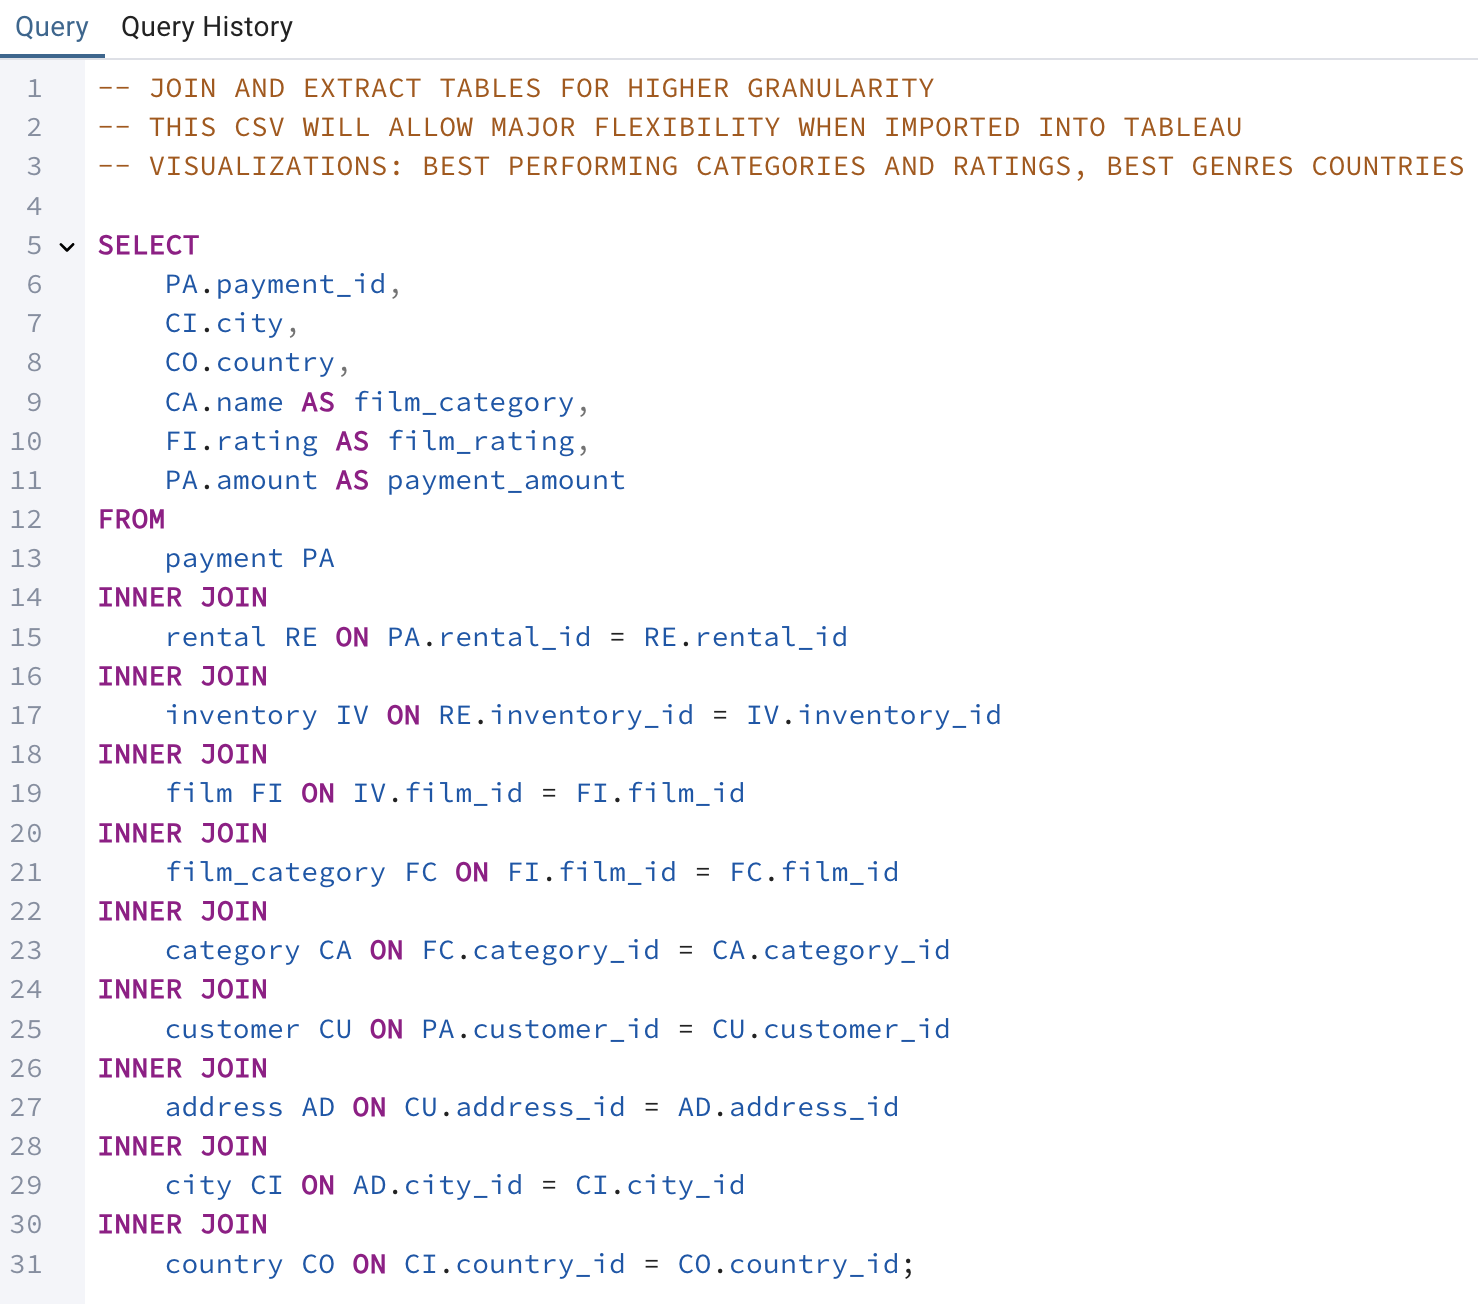 Query Query History
1 -- JOIN AND EXTRACT TABLES FOR HIGHER GRANULARITY
2 -- THIS CSV WILL ALLOW MAJOR FLEXIBILITY WHEN IMPORTED INTO TABLEAU
3 -- VISUALIZATIONS: BEST PERFORMING CATEGORIES AND RATINGS, BEST GENRES COUNTRIES
4
5 SELECT
6 PA.payment_id,
7 CI.city,
8 CO.country,
9 CA.name AS film_category,
10 FI.rating AS film_rating,
11 PA.amount AS payment_amount
12 FROM
13 payment PA
14 INNER JOIN
15 rental RE ON PA.rental_id = RE.rental_id
16 INNER JOIN
17 inventory IV ON RE.inventory_id = IV.inventory_id
18 INNER JOIN
19 film FI ON IV.film_id = FI.film_id
20 INNER JOIN
21 film_category FC ON FI.film_id = FC.film_id
22 INNER JOIN
23 category CA ON FC.category_id = CA.category_id
24 INNER JOIN
25 customer CU ON PA.customer_id = CU.customer_id
26 INNER JOIN
27 address AD ON CU.address_id = AD.address_id
28 INNER JOIN
29 city CI ON AD.city_id = CI.city_id
30 INNER JOIN
31 country CO ON CI.country_id = CO.country_id;